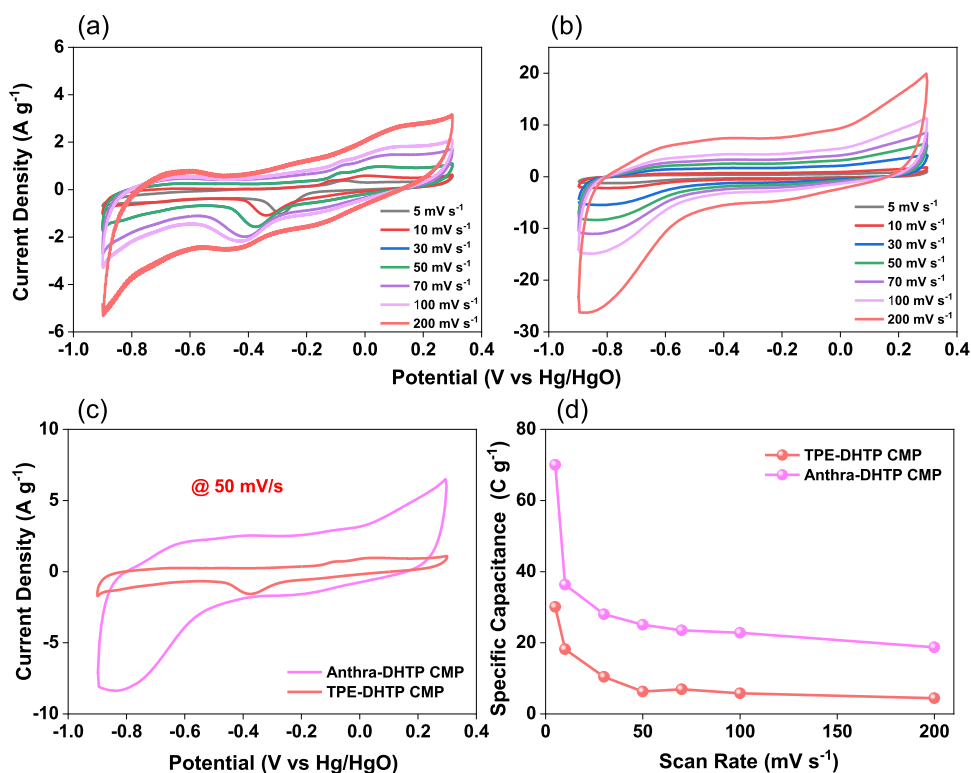 (a)
Current Density (A g⁻¹)
6
4
2
0
-2
-4
-6
5 mV s⁻¹
10 mV s⁻¹
30 mV s⁻¹
50 mV s⁻¹
70 mV s⁻¹
100 mV s⁻¹
200 mV s⁻¹
-1.0 -0.8 -0.6 -0.4 -0.2 0.0 0.2 0.4
(b)
20
10
0
-10
-20
-30
5 mV s⁻¹
10 mV s⁻¹
30 mV s⁻¹
50 mV s⁻¹
70 mV s⁻¹
100 mV s⁻¹
200 mV s⁻¹
-1.0 -0.8 -0.6 -0.4 -0.2 0.0 0.2 0.4
Potential (V vs Hg/HgO)
(c)
Current Density (A g⁻¹)
10
5
0
-5
-10
@ 50 mV/s
Anthra-DHTP CMP
TPE-DHTP CMP
-1.0 -0.8 -0.6 -0.4 -0.2 0.0 0.2 0.4
Potential (V vs Hg/HgO)
(d)
Specific Capacitance (C g⁻¹)
80
60
40
20
0
TPE-DHTP CMP
Anthra-DHTP CMP
0 50 100 150 200
Scan Rate (mV s⁻¹)